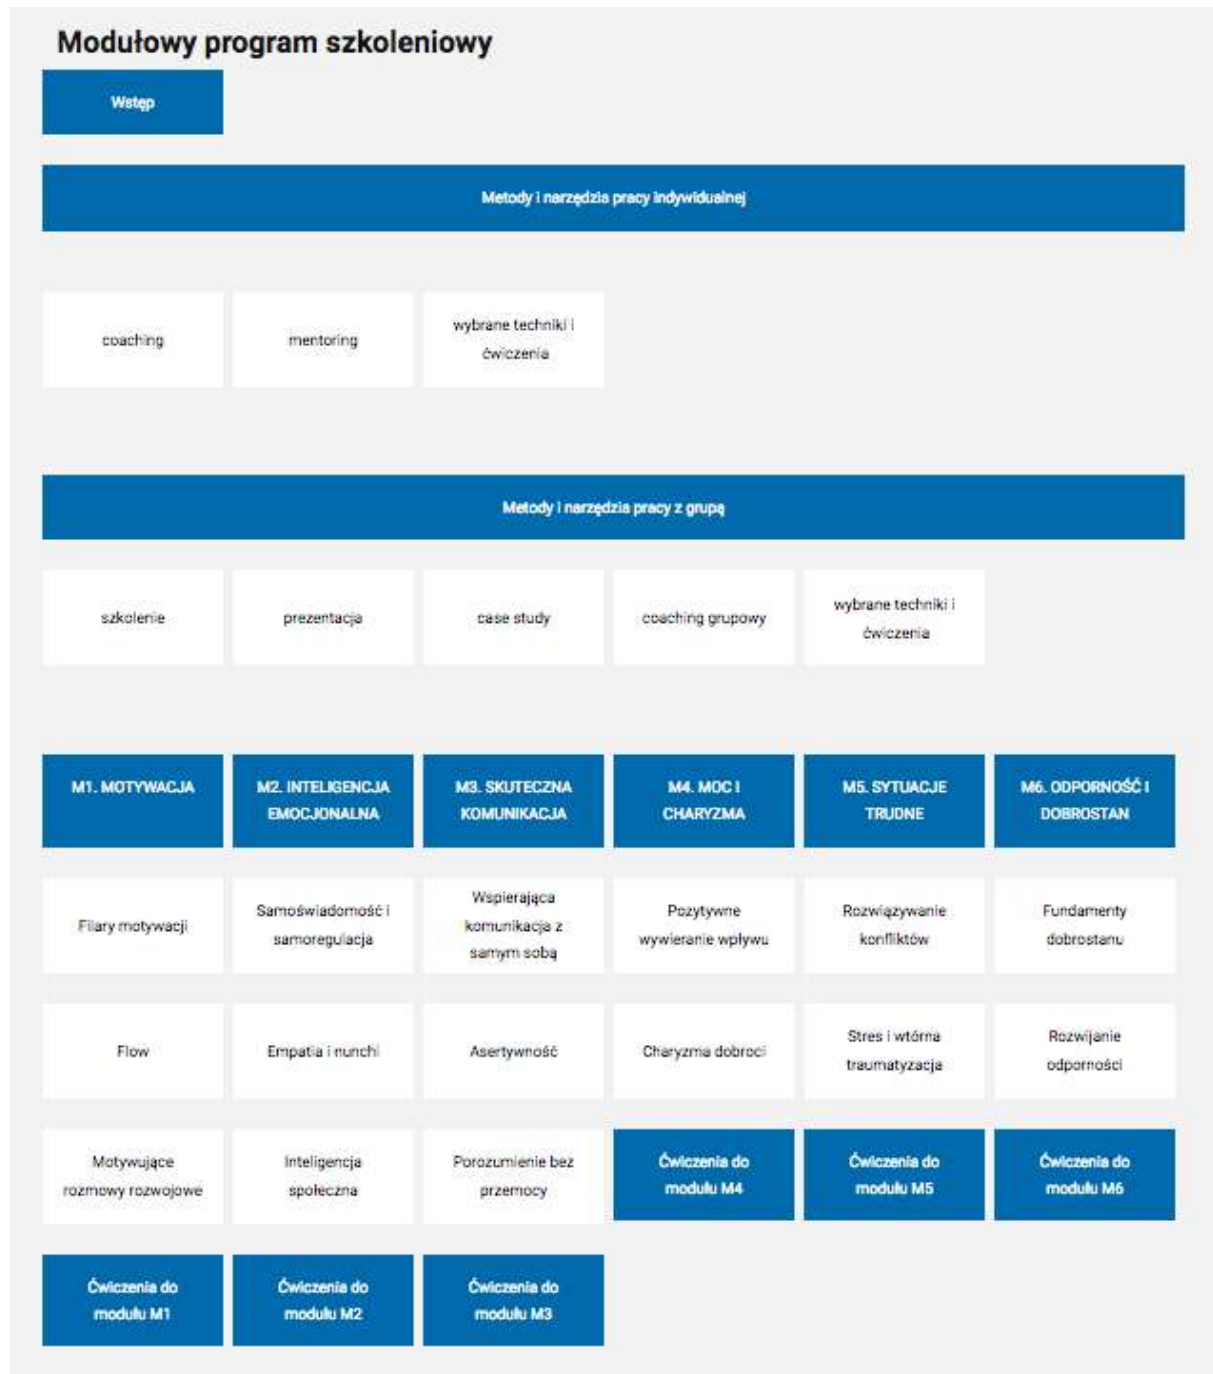 Modułowy program szkoleniowy
Wstęp
Metody i narzędzia pracy indywidualnej
coaching
mentoring
wybrane techniki i
ćwiczenia
Metody i narzędzia pracy z grupą
szkolenie
prezentacja
case study
coaching grupowy
wybrane techniki i
ćwiczenia
M1. MOTYWACJA
M2. INTELIGENCJA
EMOCJONALNA
M3. SKUTECZNA
KOMUNIKACJA
M4. MOC I
CHARYZMA
M5. SYTUACJE
TRUDNE
M6. ODPORNOŚĆ I
DOBROSTAN
Filary motywacji
Samoświadomość i
samoregulacja
Wspierająca
komunikacja z
samym sobą
Pozytywne
wywieranie wpływu
Rozwiązywanie
konfliktów
Fundamenty
dobrostanu
Flow
Empatia i nunchi
Asertywność
Charyzma dobroci
Stres i wtórna
traumatyzacja
Rozwijanie
odporności
Motywujące
rozmowy rozwojowe
Inteligencja
społeczna
Porozumienie bez
przemocy
Ćwiczenia do
modułu M4
Ćwiczenia do
modułu M5
Ćwiczenia do
modułu M6
Ćwiczenia do
modułu M1
Ćwiczenia do
modułu M2
Ćwiczenia do
modułu M3